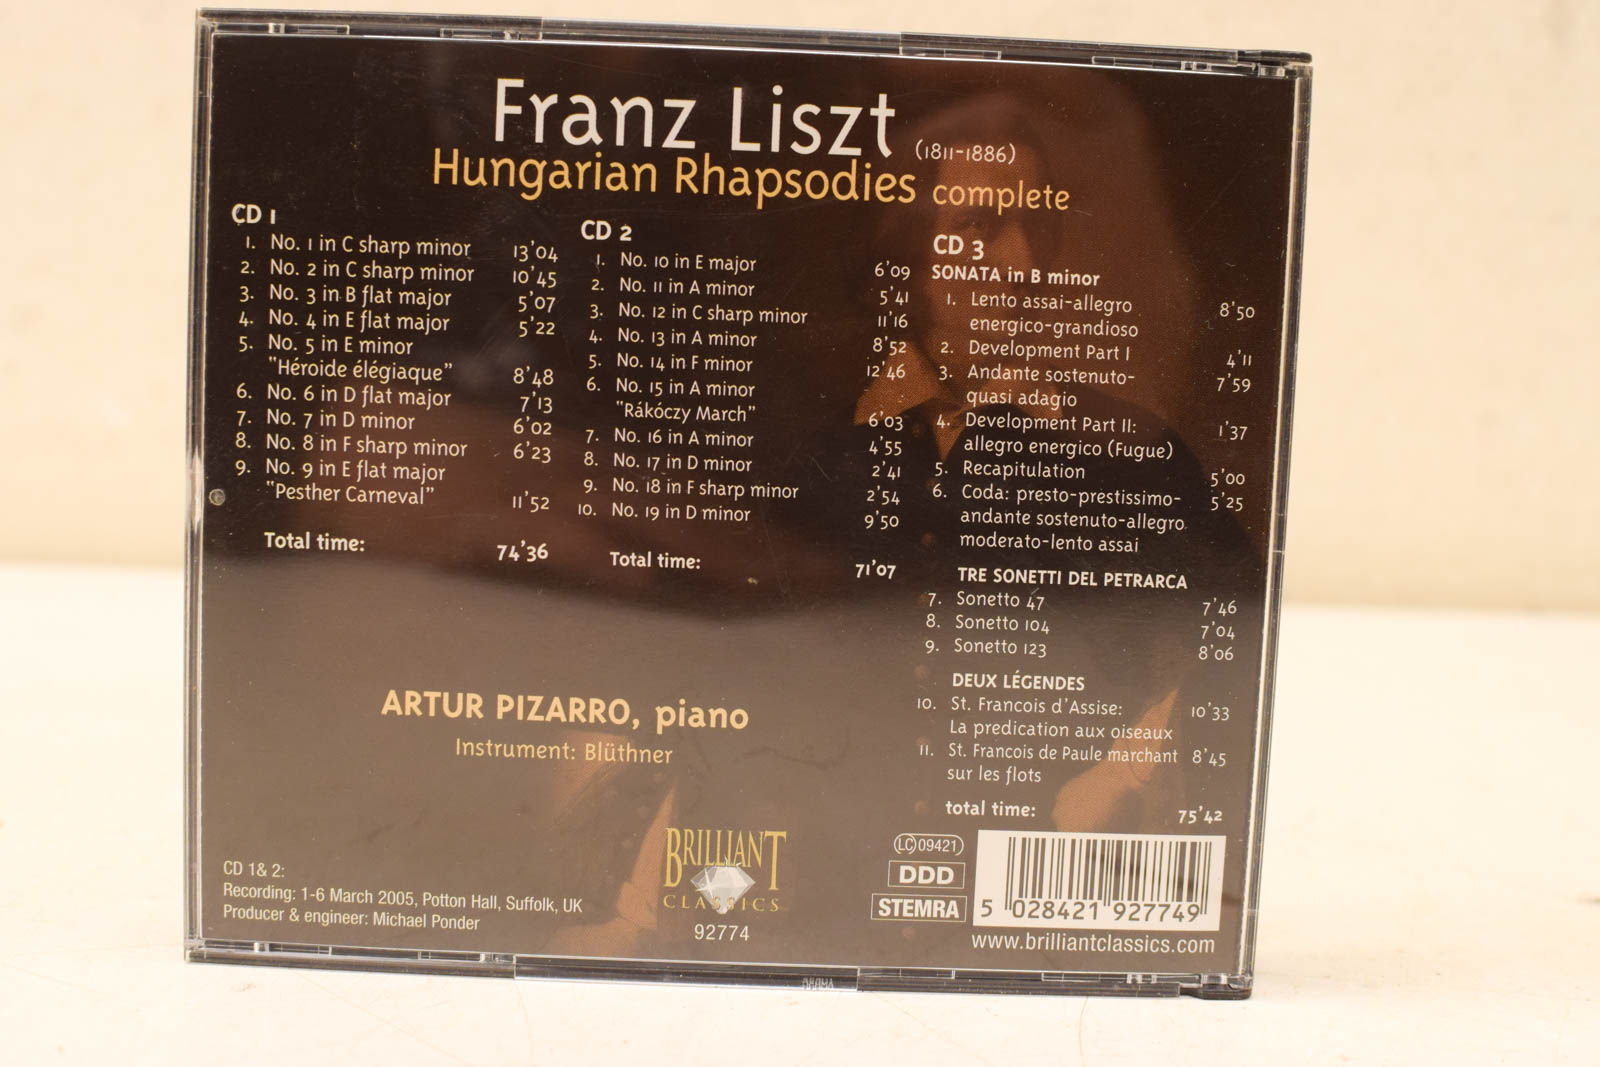 Franz Liszt (1811-1886)
Hungarian Rhapsodies complete
CD 1
1. No. 1 in C sharp minor 13'04
2. No. 2 in C sharp minor 10'45
3. No. 3 in B flat major 5'07
4. No. 4 in E flat major 5'22
5. No. 5 in E minor
"Héroide élégiaque" 8'48
6. No. 6 in D flat major 7'13
7. No. 7 in D minor 6'02
8. No. 8 in F sharp minor 6'23
9. No. 9 in E flat major
"Pesther Carneval" 11'52
Total time: 74'36
CD 2
1. No. 10 in E major 6'09
2. No. 11 in A minor 5'41
3. No. 12 in C sharp minor 11'16
4. No. 13 in A minor 8'52
5. No. 14 in F minor 12'46
6. No. 15 in A minor
"Rákóczy March" 6'03
7. No. 16 in A minor 4'55
8. No. 17 in D minor 2'41
9. No. 18 in F sharp minor 2'54
10. No. 19 in D minor 9'50
Total time: 71'07
CD 3
SONATA in B minor
1. Lento assai-allegro 8'50
energico-grandioso
2. Development Part I 4'11
3. Andante sostenuto- 7'59
quasi adagio
4. Development Part II: 1'37
allegro energico (Fugue)
5. Recapitulation 5'00
6. Coda: presto-prestissimo- 5'25
andante sostenuto-allegro
moderato-lento assai
TRE SONETTI DEL PETRARCA
7. Sonetto 47 7'46
8. Sonetto 104 7'04
9. Sonetto 123 8'06
DEUX LÉGENDES
10. St. Francois d'Assise: 10'33
La predication aux oiseaux
11. St. Francois de Paule marchant 8'45
sur les flots
total time: 75'42
ARTUR PIZARRO, piano
Instrument: Blüthner
CD 1 & 2:
Recording: 1-6 March 2005, Potton Hall, Suffolk, UK
Producer & engineer: Michael Ponder
BRILLIANT
CLASSICS
92774
LC 09421
DDD
STEMRA
5 028421 927749
www.brilliantclassics.com